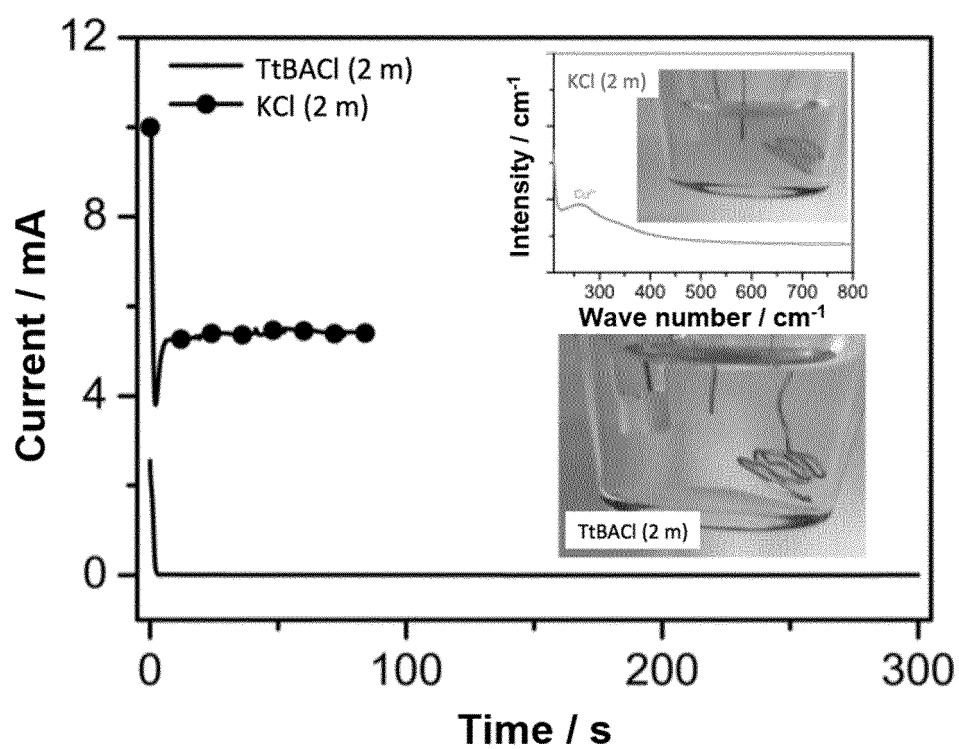 12
8
4
0
Current / mA
0
100
200
300
Time / s
TtBACl (2 m)
KCl (2 m)
KCl (2 m)
Intensity / cm-1
300
400
500
600
700
800
Wave number / cm-1
TtBACl (2 m)